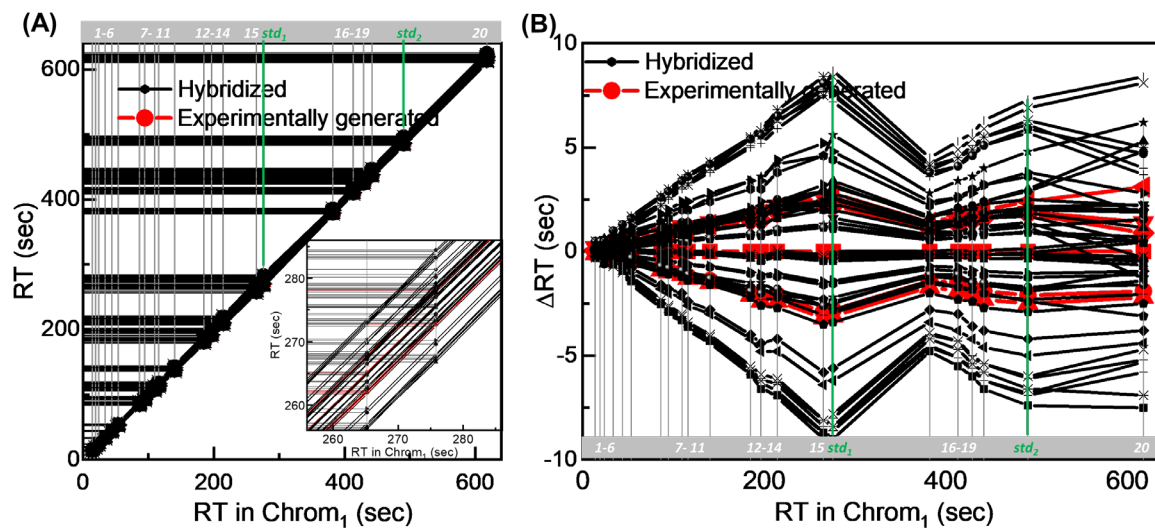 (A)
1-6 7- 11 12-14 15 std1 16-19 std2 20
600
400
200
0
RT (sec)
Hybridized
Experimentally generated
280
270
260
RT (sec)
260 270 280
RT in Chrom1 (sec)
0 200 400 600
RT in Chrom1 (sec)
(B)
10
5
0
-5
-10
ΔRT (sec)
Hybridized
Experimentally generated
1-6 7- 11 12-14 15 std1 16-19 std2 20
0 200 400 600
RT in Chrom1 (sec)